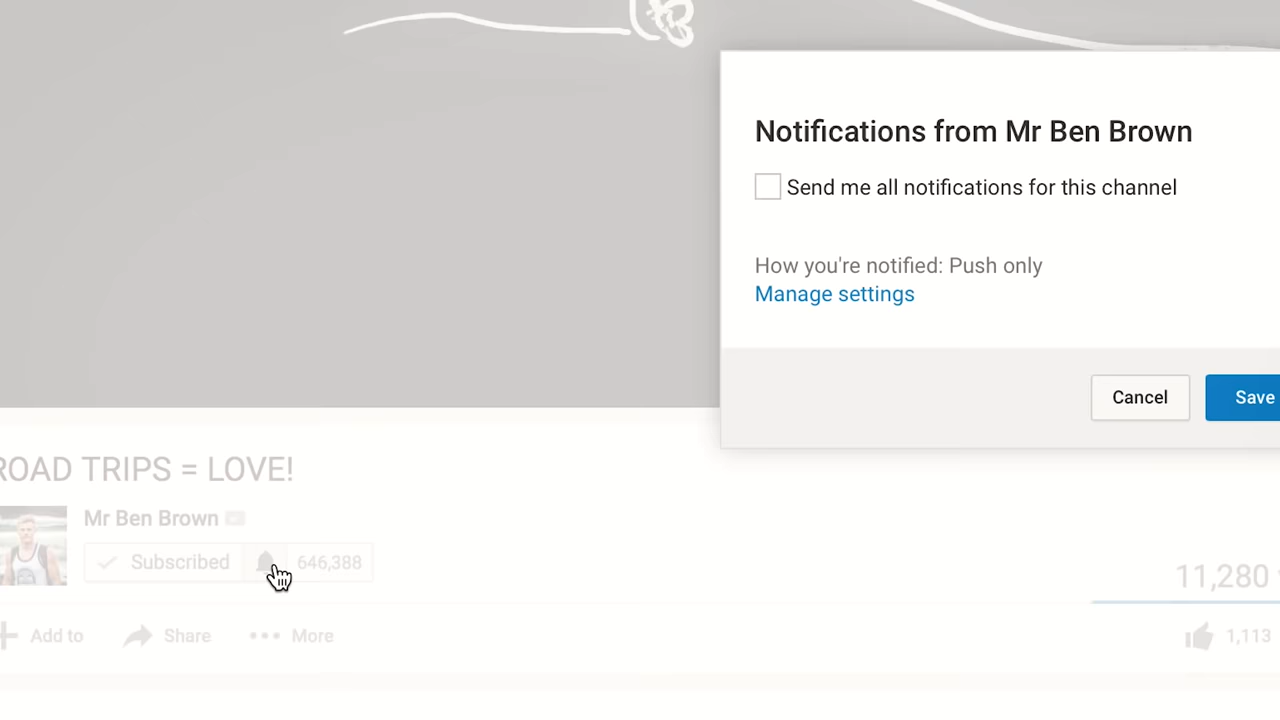 Notifications from Mr Ben Brown
Send me all notifications for this channel
How you're notified: Push only
Manage settings
Cancel
Save
ROAD TRIPS = LOVE!
Mr Ben Brown
Subscribed
646,388
11,280
Add to
Share
More
1,113